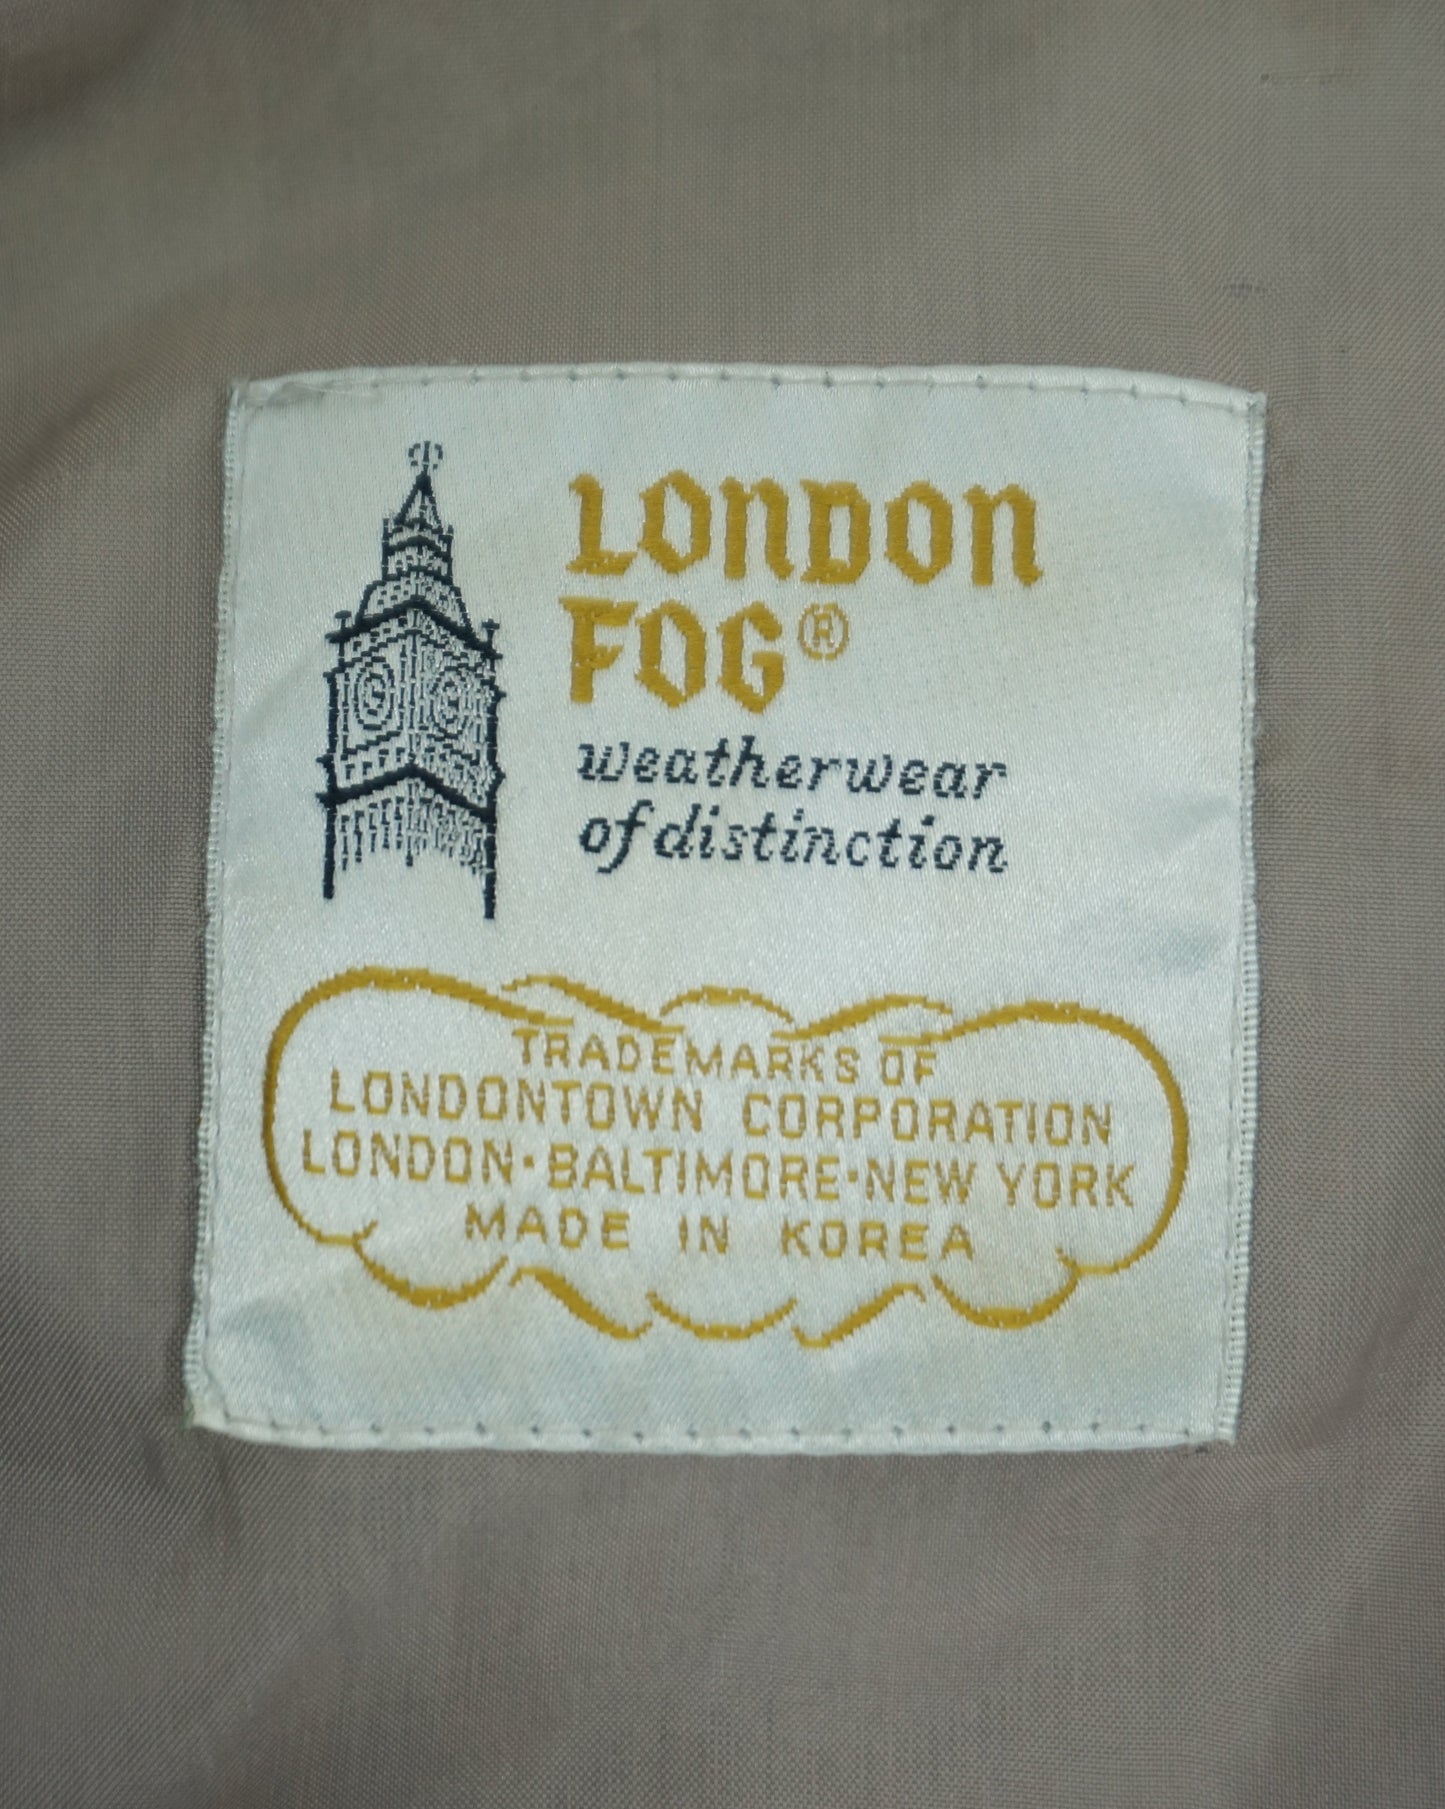 LONDON
FOG®
weatherwear
of distinction
TRADEMARKS OF
LONDONTOWN CORPORATION
LONDON·BALTIMORE·NEW YORK
MADE IN KOREA